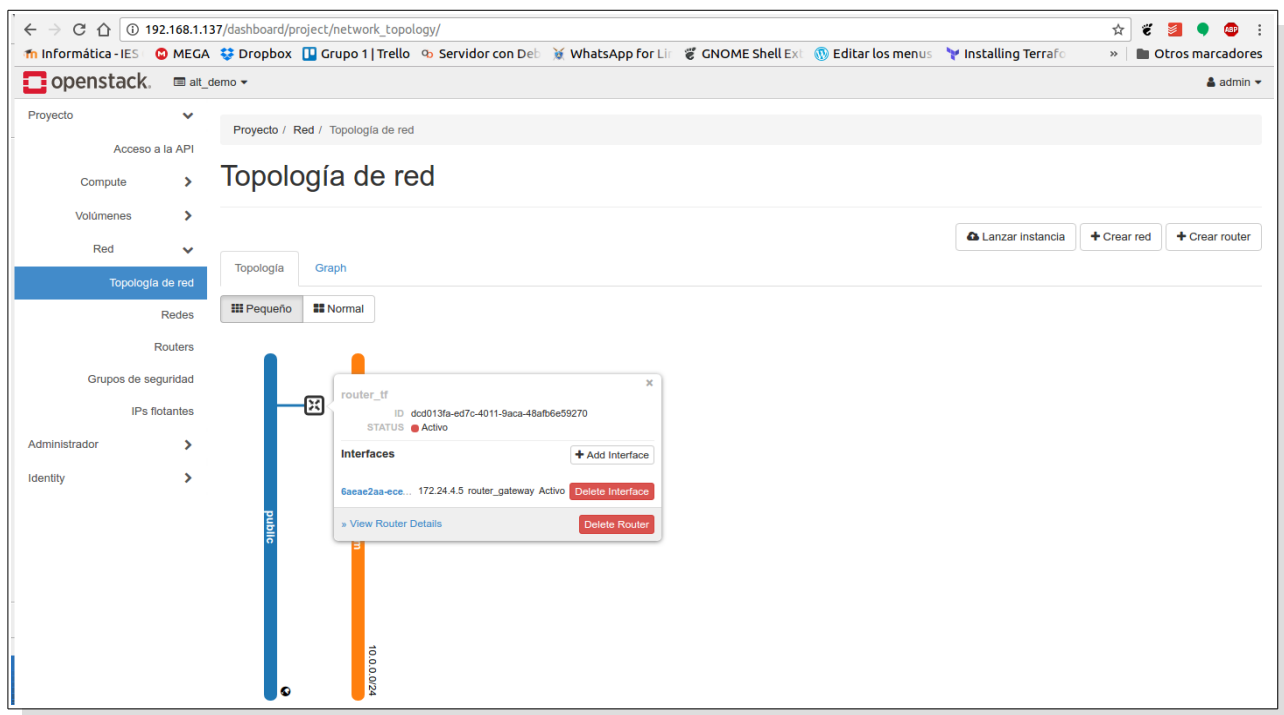 192.168.1.137/dashboard/project/network_topology/
Informática - IES
MEGA
Dropbox
Grupo 1 | Trello
Servidor con Deb
WhatsApp for Lin
GNOME Shell Ext
Editar los menus
Installing Terrafo
»
Otros marcadores
openstack.
alt_demo
admin
Proyecto
Acceso a la API
Compute
Volúmenes
Red
Topología de red
Redes
Routers
Grupos de seguridad
IPs flotantes
Administrador
Identity
Proyecto / Red / Topología de red
Topología de red
Lanzar instancia
+ Crear red
+ Crear router
Topología
Graph
Pequeño
Normal
public
10.0.0.0/24
router_tf
×
ID dcd013fa-ed7c-4011-9aca-48afb6e59270
STATUS Activo
Interfaces
+ Add Interface
6aeae2aa-ece... 172.24.4.5 router_gateway Activo Delete Interface
» View Router Details
Delete Router